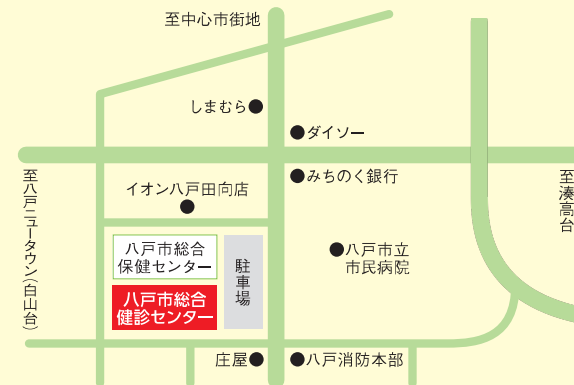 至中心市街地
しまむら
ダイソー
みちのく銀行
イオン八戸田向店
至八戸ニュータウン(白山台)
至湊高台
八戸市総合
保健センター
駐車場
八戸市立
市民病院
八戸市総合
健診センター
庄屋
八戸消防本部